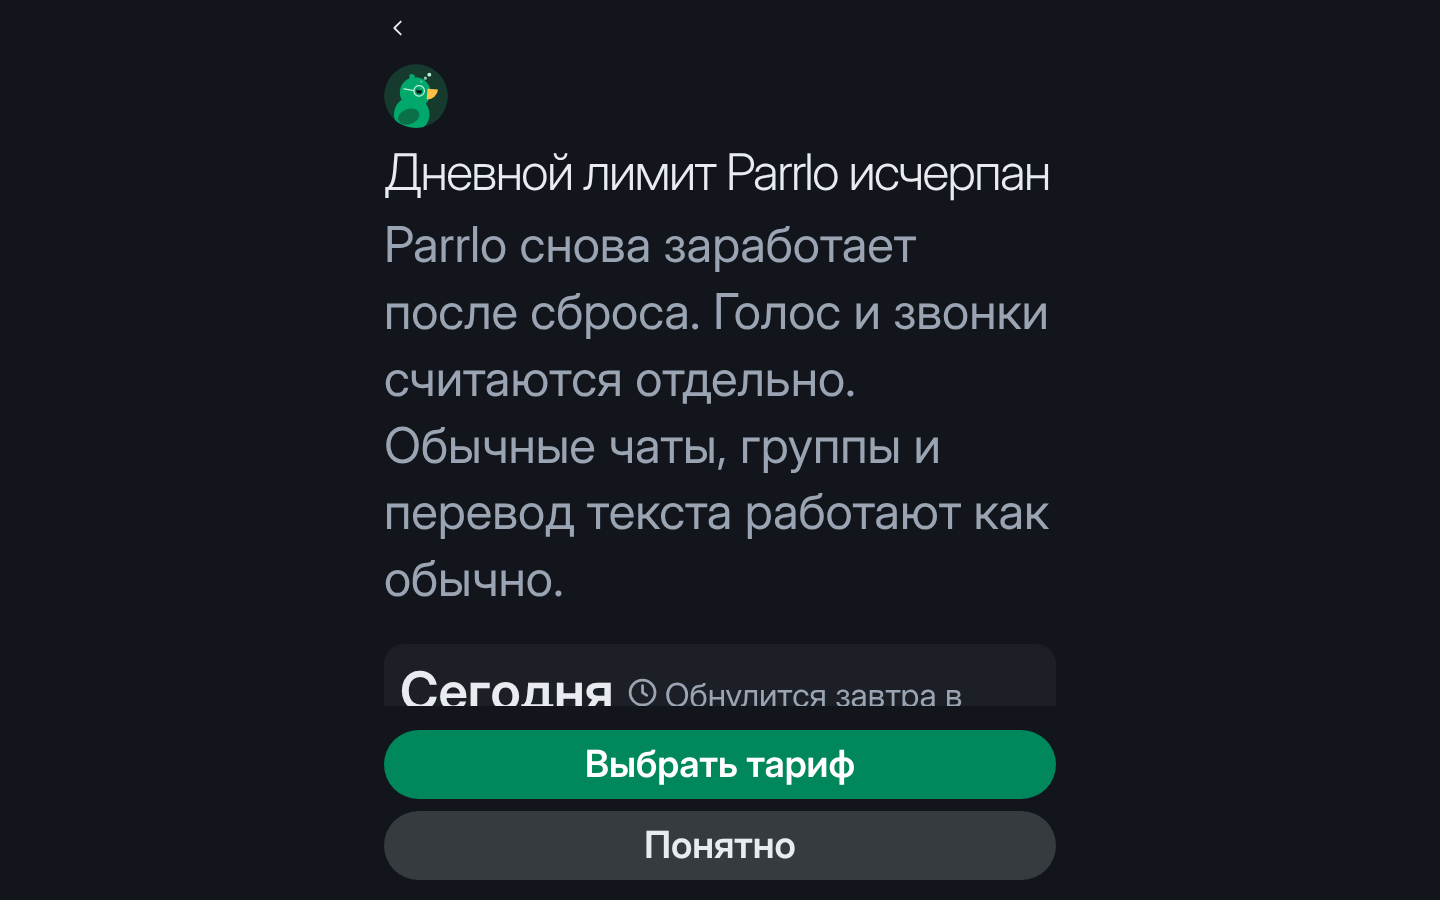 Дневной лимит Parrlo исчерпан
Parrlo снова заработает
после сброса. Голос и звонки
считаются отдельно.
Обычные чаты, группы и
перевод текста работают как
обычно.
Сегодня Обнулится завтра в
Выбрать тариф
Понятно